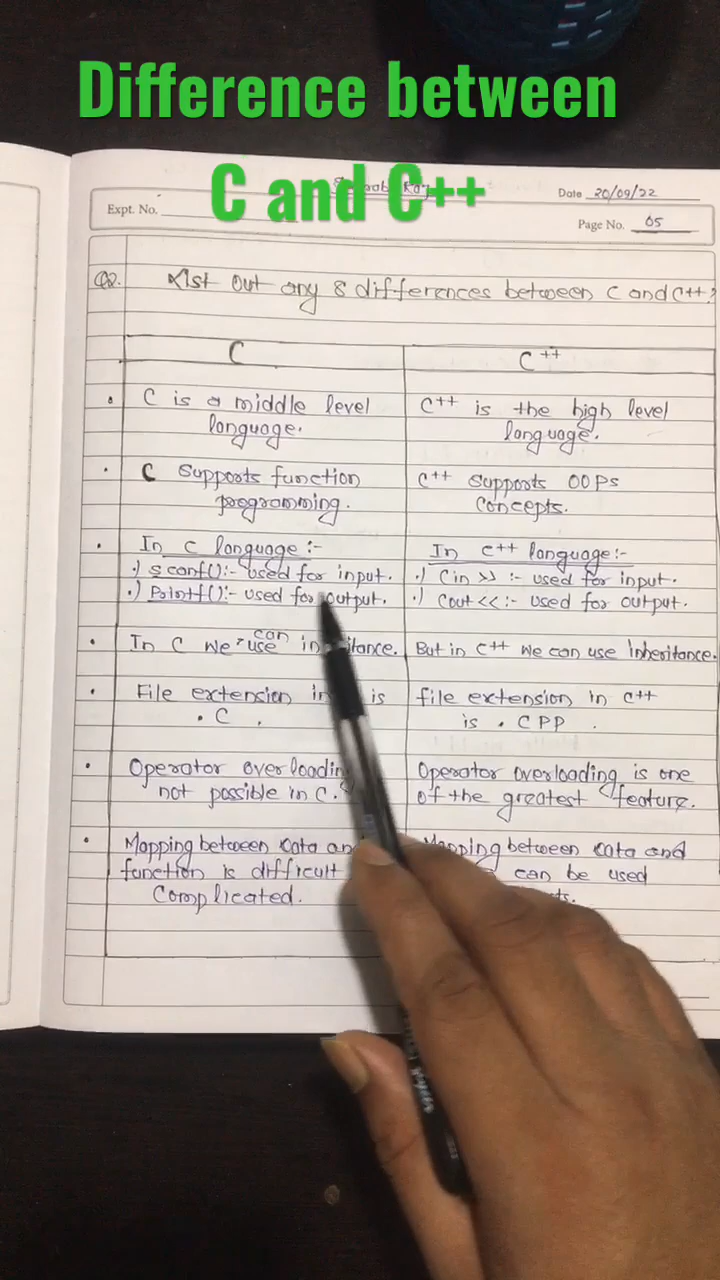 Difference between
C and C++
Expt. No.
Date 20/09/22
Page No. 05
Q2. List out any 8 differences between C and C++?
C
C++
• C is a middle level
language.
C++ is the high level
language.
• C Supports function
programming.
C++ Supports OOPs
Concepts.
• In C language :-
·) Scanf():- used for input.
·) Printf():- used for output.
In C++ language:-
·) Cin >> :- used for input.
·) Cout <<:- used for output.
• In C we can use
But in C++ we can use Inheritance.
• File extension is
. C .
file extension in C++
is . CPP .
• Operator overloading
not possible in C.
Operator overloading is one
of the greatest feature.
• Mapping between Data
function is difficult
Complicated.
Mapping between Data and
can be used